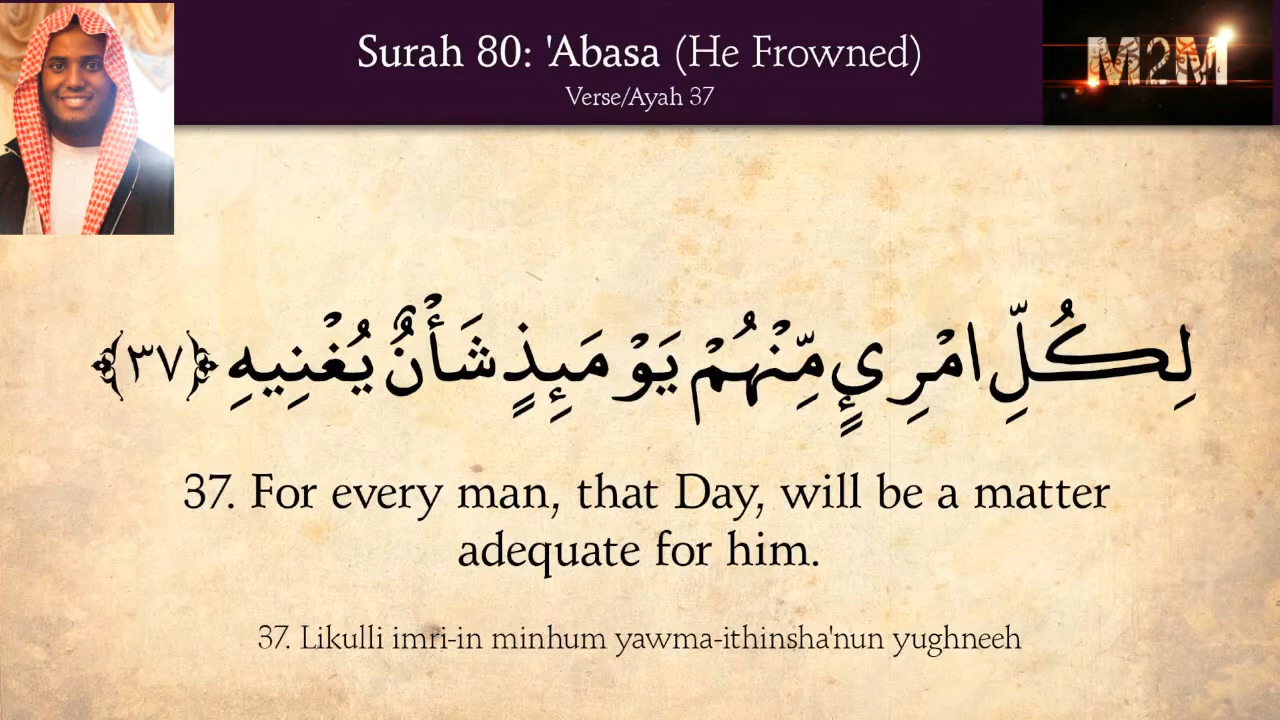 Surah 80: 'Abasa (He Frowned)
Verse/Ayah 37
M2M
لِكُلِّ امْرِئٍ مِّنْهُمْ يَوْمَئِذٍ شَأْنٌ يُغْنِيهِ ﴿٣٧﴾
37. For every man, that Day, will be a matter
adequate for him.
37. Likulli imri-in minhum yawma-ithinsha'nun yughneeh